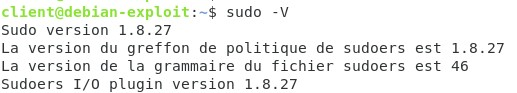 client@debian-exploit:~$ sudo -V
Sudo version 1.8.27
La version du greffon de politique de sudoers est 1.8.27
La version de la grammaire du fichier sudoers est 46
Sudoers I/O plugin version 1.8.27